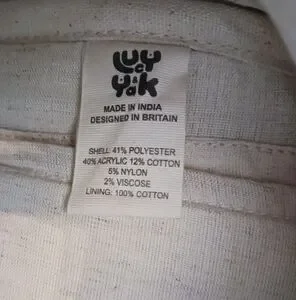 Lucy
& Yak
MADE IN INDIA
DESIGNED IN BRITAIN
SHELL: 41% POLYESTER
40% ACRYLIC 12% COTTON
5% NYLON
2% VISCOSE
LINING: 100% COTTON